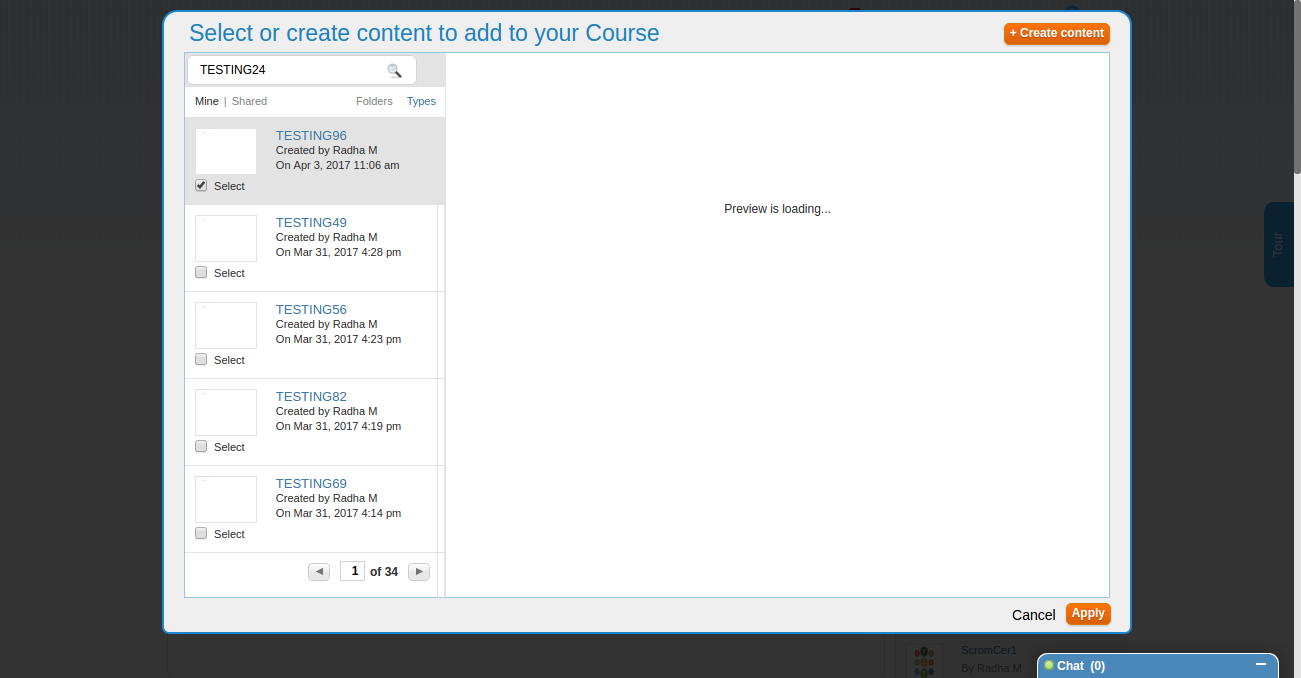 Select or create content to add to your Course
+ Create content
TESTING24
Mine | Shared
Folders Types
TESTING96
Created by Radha M
On Apr 3, 2017 11:06 am
Select
TESTING49
Created by Radha M
On Mar 31, 2017 4:28 pm
Select
TESTING56
Created by Radha M
On Mar 31, 2017 4:23 pm
Select
TESTING82
Created by Radha M
On Mar 31, 2017 4:19 pm
Select
TESTING69
Created by Radha M
On Mar 31, 2017 4:14 pm
Select
1 of 34
Preview is loading...
Tour
Cancel
Apply
ScromCer1
By Radha M
Chat (0)